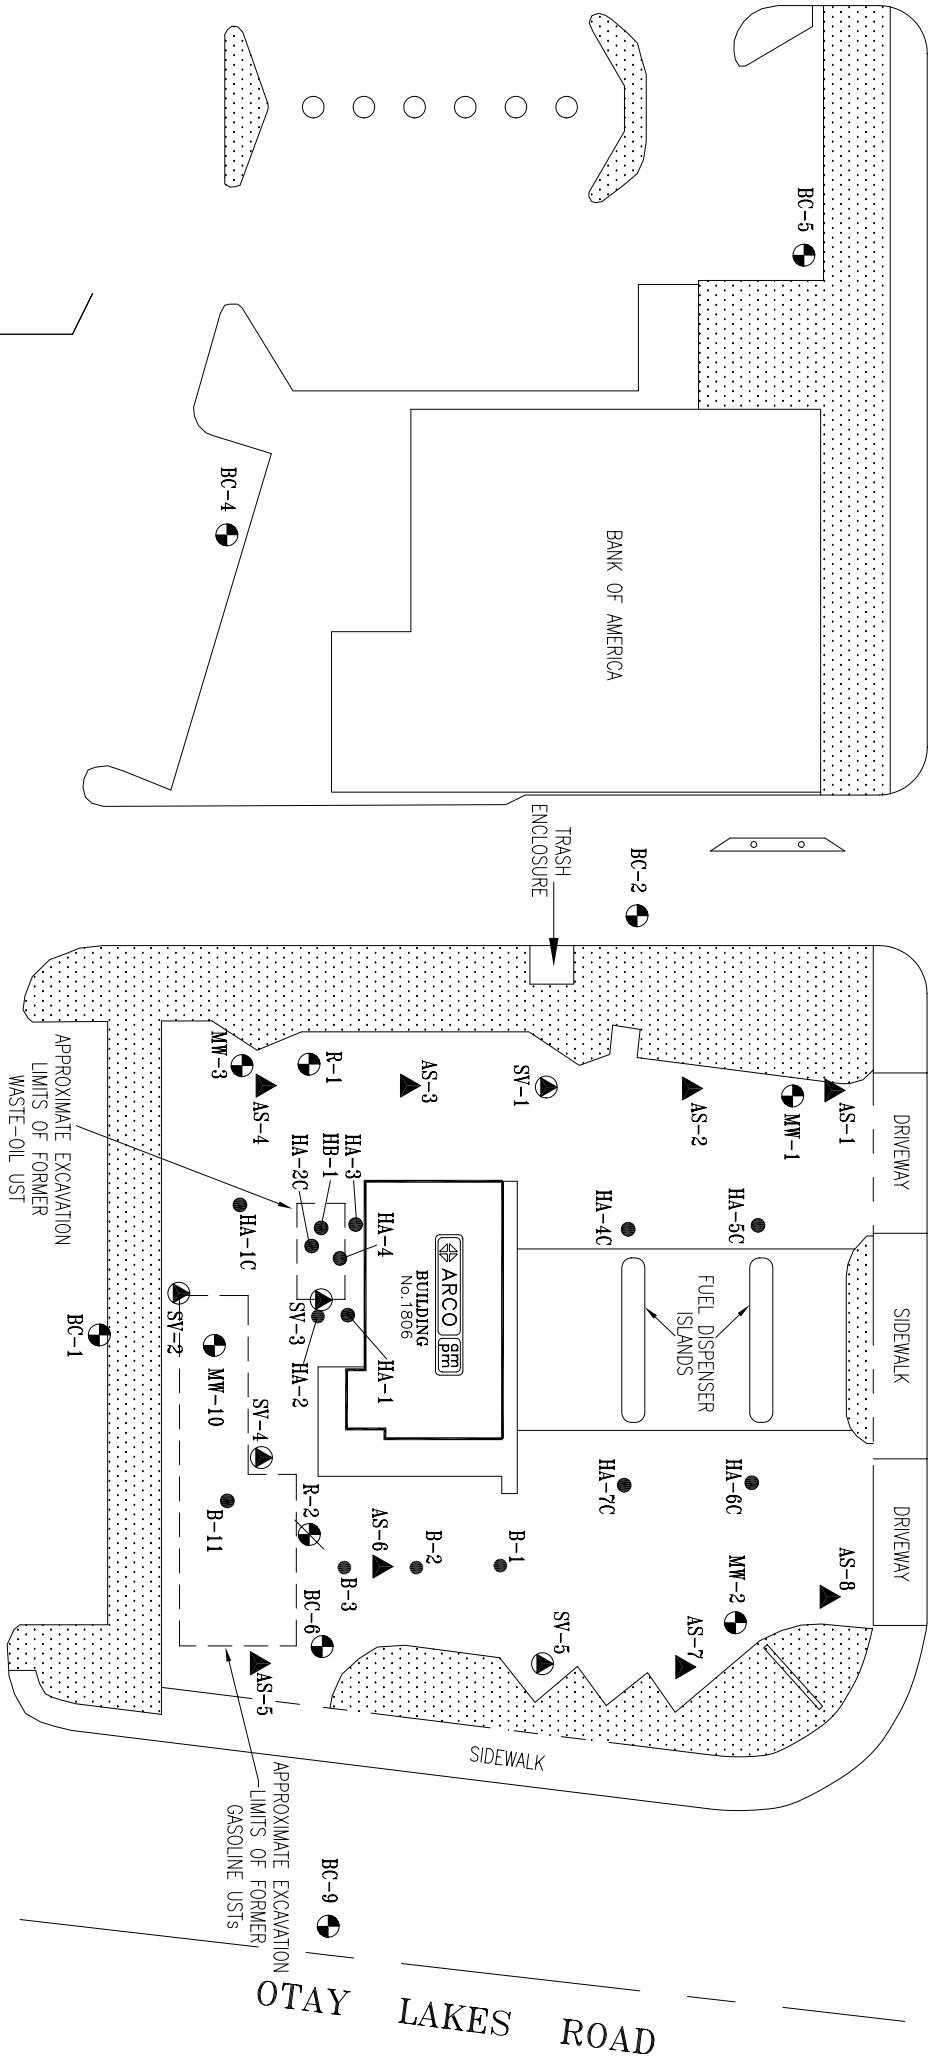 BC-5
BC-4
BANK OF AMERICA
TRASH
ENCLOSURE
BC-2
AS-1
MW-1
AS-2
SV-1
AS-3
R-1
MW-3
AS-4
DRIVEWAY
HA-5C
HA-4C
HA-3
HB-1
HA-2C
HA-1C
APPROXIMATE EXCAVATION
LIMITS OF FORMER
WASTE-OIL UST
HA-4
SV-3
HA-1
HA-2
ARCO
am
pm
BUILDING
No.1806
FUEL DISPENSER
ISLANDS
SIDEWALK
SV-2
BC-1
MW-10
SV-4
B-11
R-2
AS-6
B-2
B-1
B-3
BC-6
HA-7C
HA-6C
DRIVEWAY
AS-8
MW-2
AS-7
SV-5
AS-5
SIDEWALK
APPROXIMATE EXCAVATION
LIMITS OF FORMER
GASOLINE USTs
BC-9
OTAY LAKES ROAD